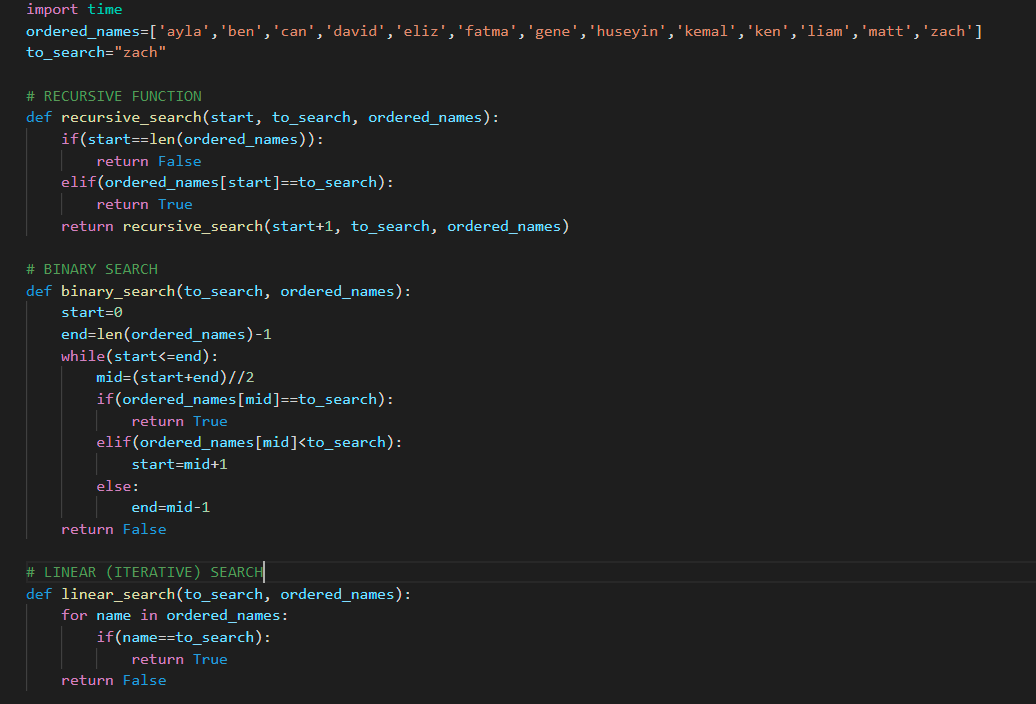 import time
ordered_names=['ayla','ben','can','david','eliz','fatma','gene','huseyin','kemal','ken','liam','matt','zach']
to_search="zach"

# RECURSIVE FUNCTION
def recursive_search(start, to_search, ordered_names):
    if(start==len(ordered_names)):
        return False
    elif(ordered_names[start]==to_search):
        return True
    return recursive_search(start+1, to_search, ordered_names)

# BINARY SEARCH
def binary_search(to_search, ordered_names):
    start=0
    end=len(ordered_names)-1
    while(start<=end):
        mid=(start+end)//2
        if(ordered_names[mid]==to_search):
            return True
        elif(ordered_names[mid]<to_search):
            start=mid+1
        else:
            end=mid-1
    return False

# LINEAR (ITERATIVE) SEARCH
def linear_search(to_search, ordered_names):
    for name in ordered_names:
        if(name==to_search):
            return True
    return False